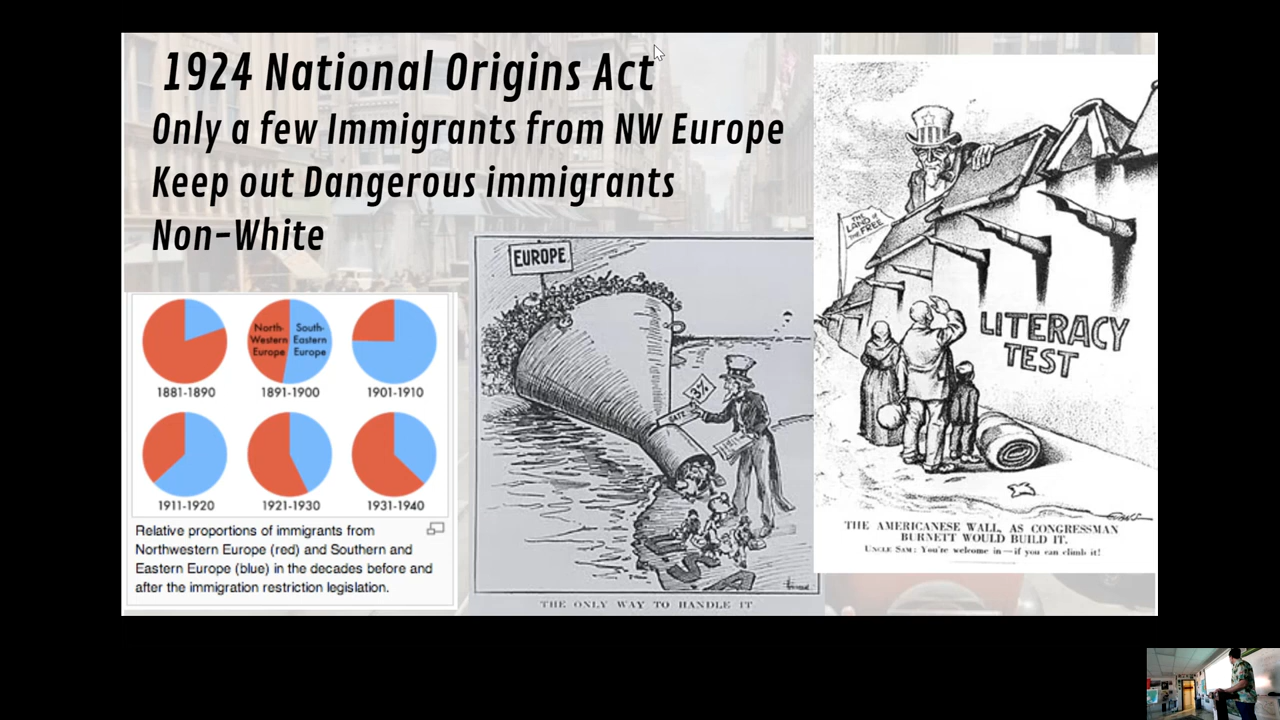 1924 National Origins Act
Only a few Immigrants from NW Europe
Keep out Dangerous immigrants
Non-White
North-
Western
Europe
South-
Eastern
Europe
1881-1890
1891-1900
1901-1910
1911-1920
1921-1930
1931-1940
Relative proportions of immigrants from
Northwestern Europe (red) and Southern and
Eastern Europe (blue) in the decades before and
after the immigration restriction legislation.
EUROPE
3%
GATE
USA
THE ONLY WAY TO HANDLE IT
THE
LAND of
the FREE
LITERACY
TEST
THE AMERICANESE WALL, AS CONGRESSMAN
BURNETT WOULD BUILD IT.
UNCLE SAM: You're welcome in—if you can climb it!